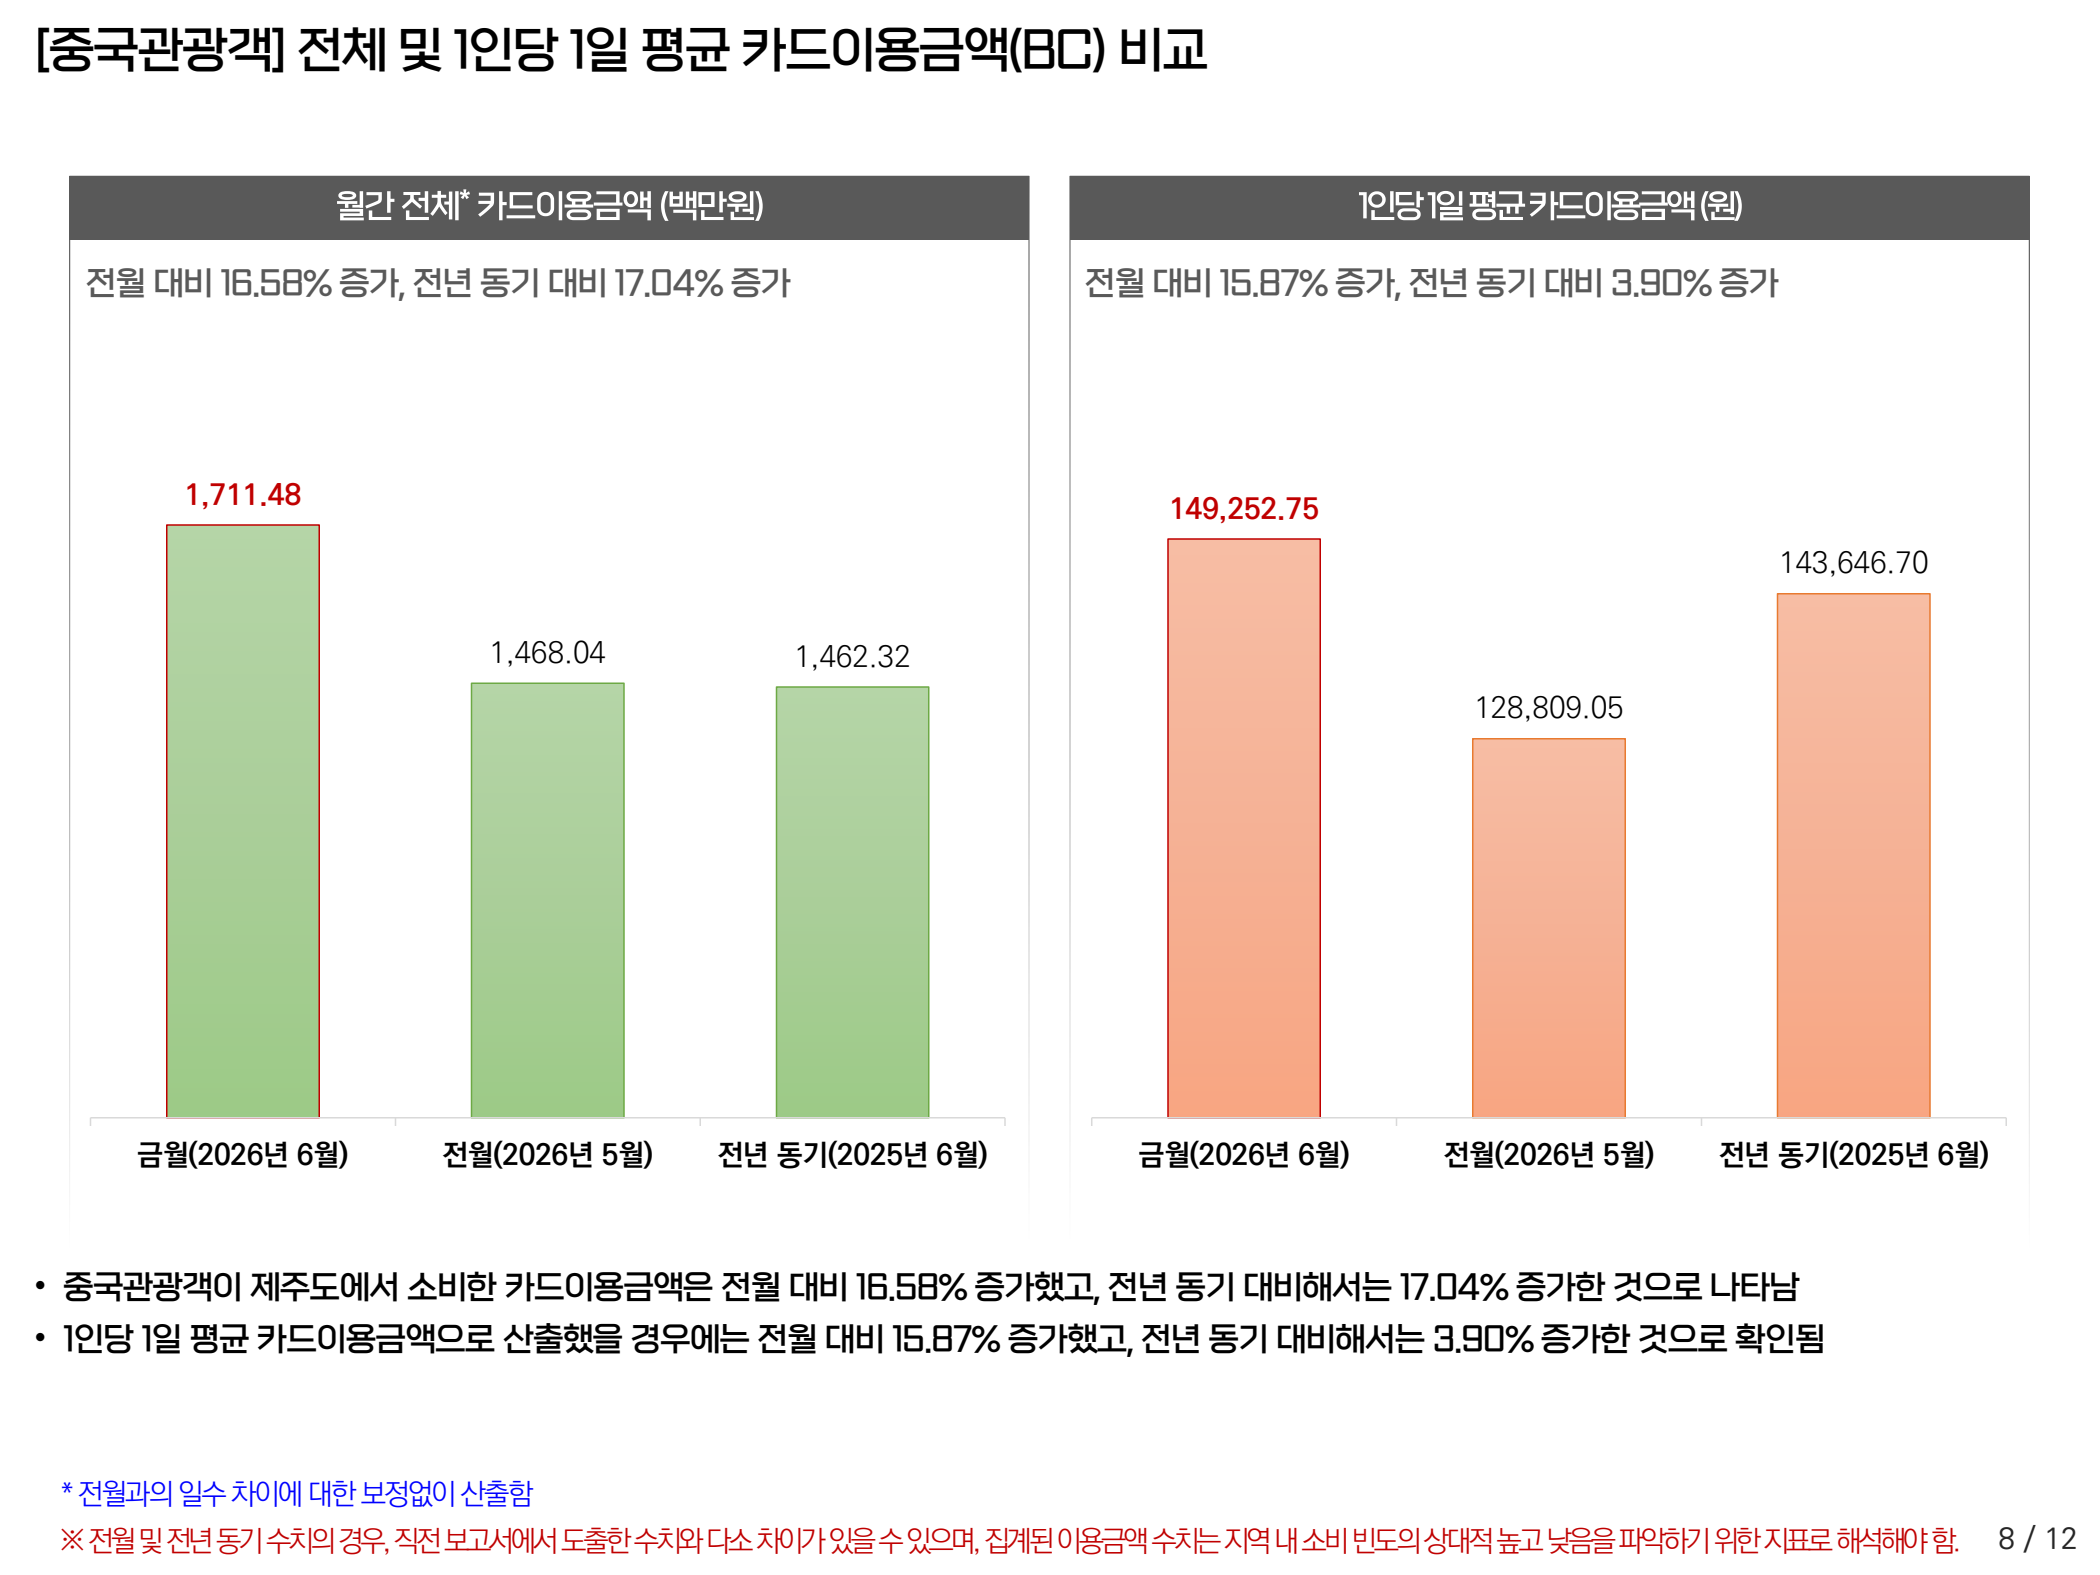 [중국관광객] 전체 및 1인당 1일 평균 카드이용금액(BC) 비교
월간 전체* 카드이용금액 (백만원)
전월 대비 16.58% 증가, 전년 동기 대비 17.04% 증가
1,711.48
1,468.04
1,462.32
금월(2026년 6월)
전월(2026년 5월)
전년 동기(2025년 6월)
1인당 1일 평균 카드이용금액 (원)
전월 대비 15.87% 증가, 전년 동기 대비 3.90% 증가
149,252.75
128,809.05
143,646.70
금월(2026년 6월)
전월(2026년 5월)
전년 동기(2025년 6월)
• 중국관광객이 제주도에서 소비한 카드이용금액은 전월 대비 16.58% 증가했고, 전년 동기 대비해서는 17.04% 증가한 것으로 나타남
• 1인당 1일 평균 카드이용금액으로 산출했을 경우에는 전월 대비 15.87% 증가했고, 전년 동기 대비해서는 3.90% 증가한 것으로 확인됨
* 전월과의 일수 차이에 대한 보정없이 산출함
※ 전월 및 전년 동기 수치의 경우, 직전 보고서에서 도출한 수치와 다소 차이가 있을 수 있으며, 집계된 이용금액 수치는 지역 내 소비 빈도의 상대적 높고 낮음을 파악하기 위한 지표로 해석해야 함.
8 / 12